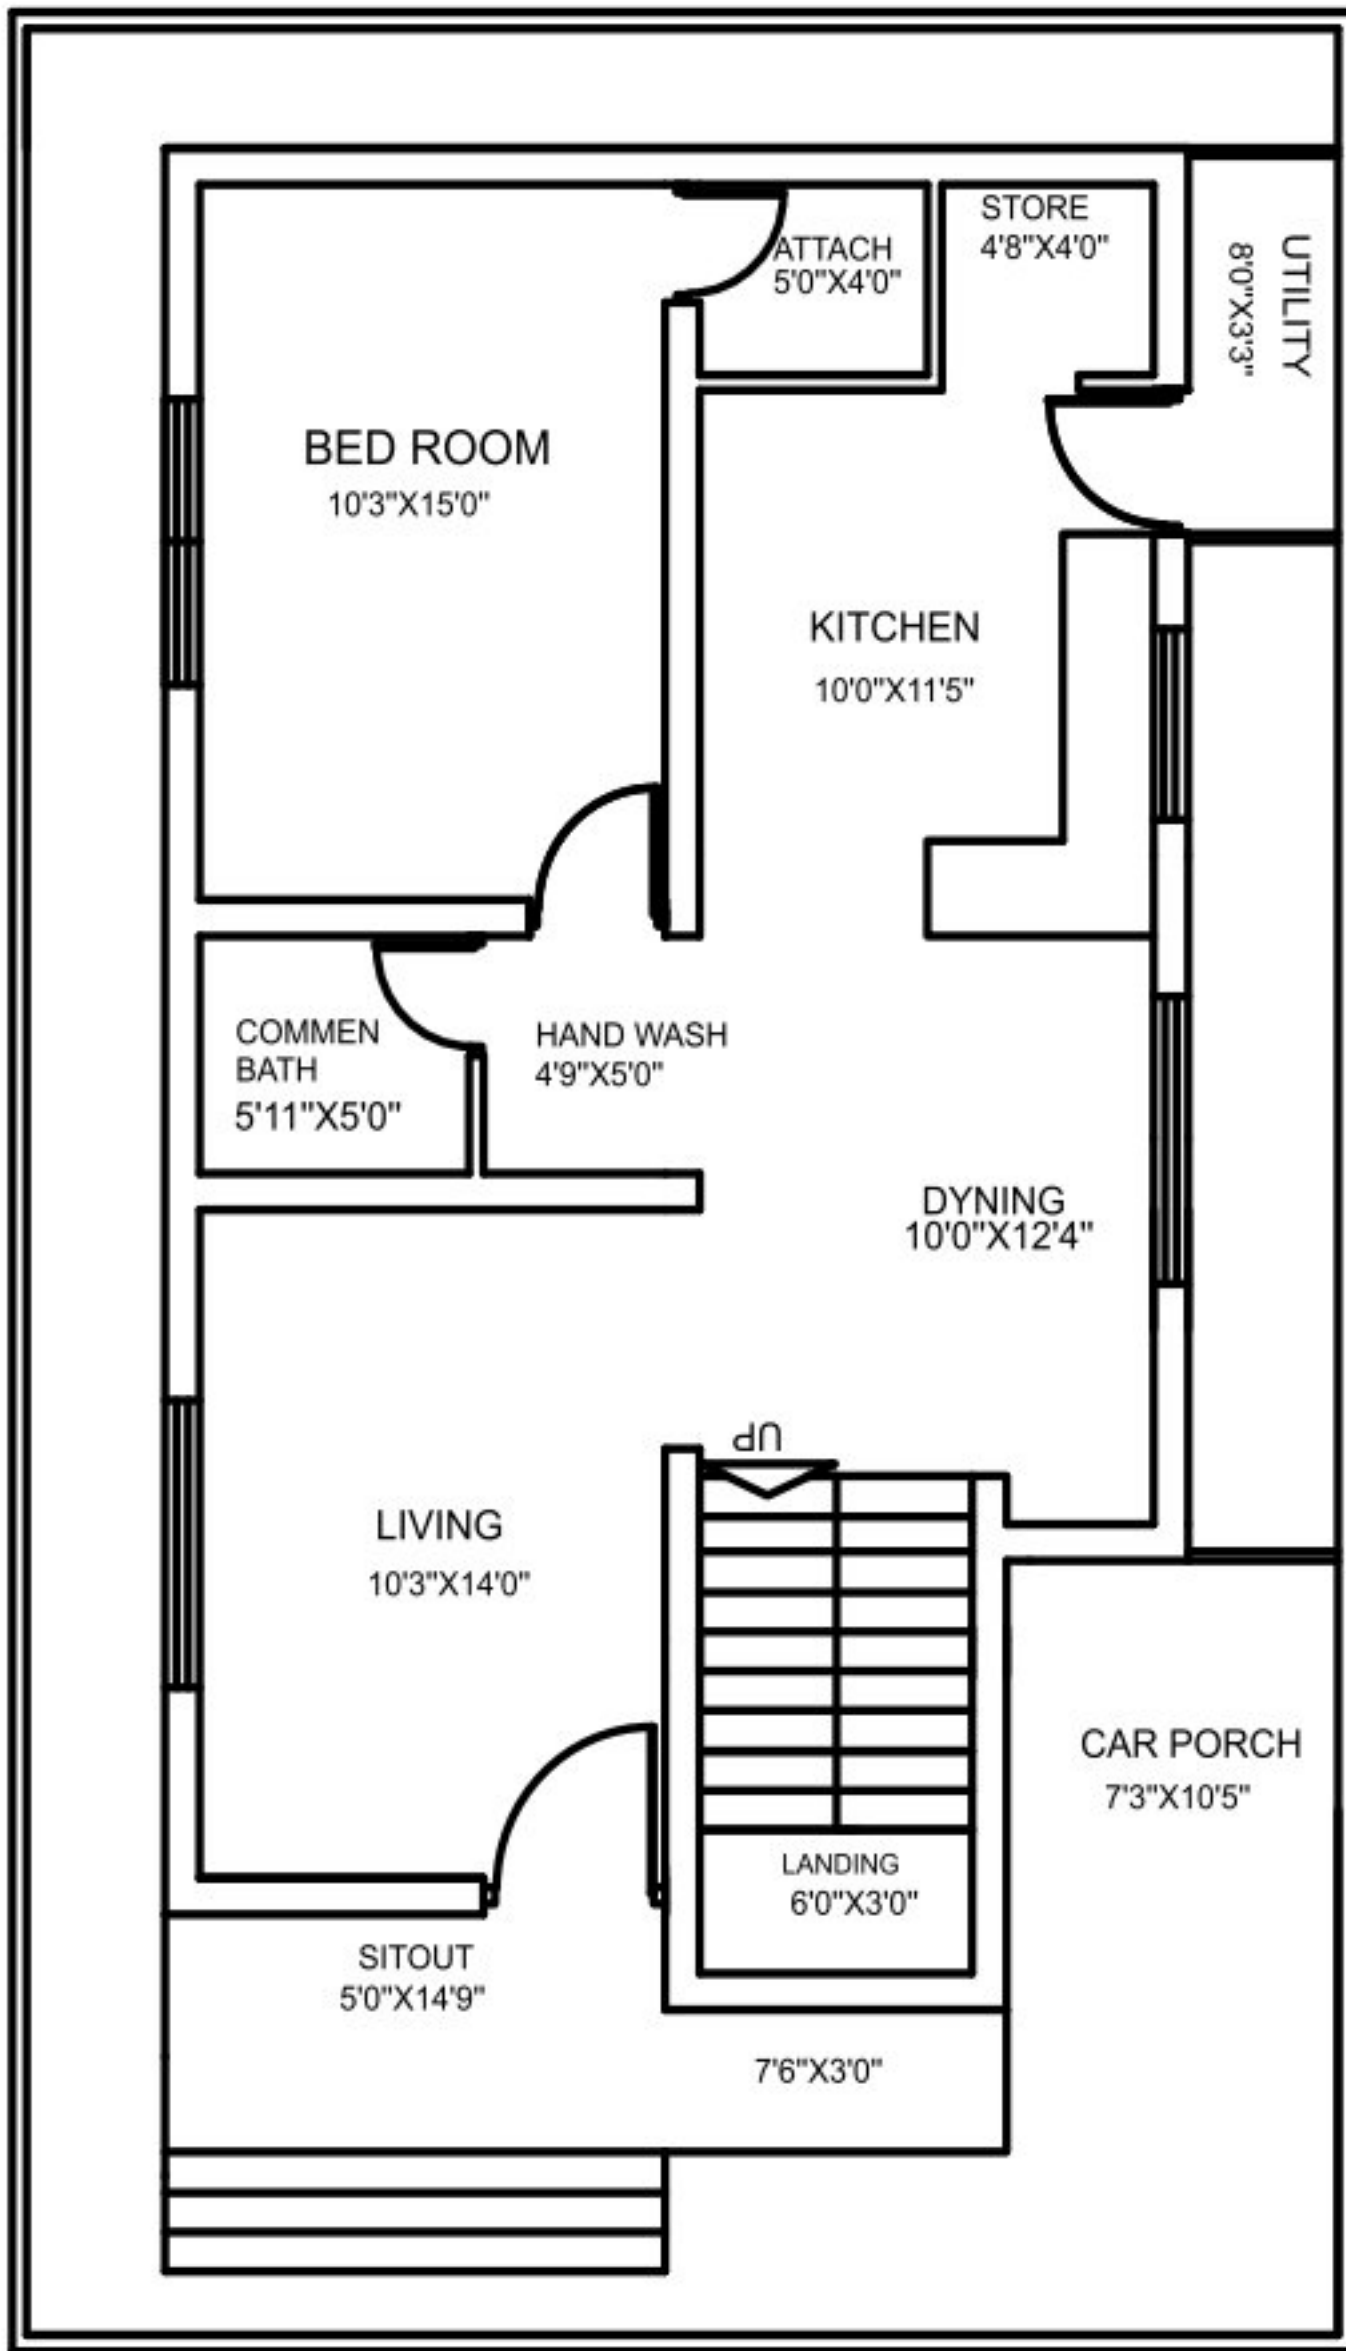 STORE
4'8"X4'0"
ATTACH
5'0"X4'0"
UTILITY
8'0"X3'3"
BED ROOM
10'3"X15'0"
KITCHEN
10'0"X11'5"
COMMEN
BATH
5'11"X5'0"
HAND WASH
4'9"X5'0"
DYNING
10'0"X12'4"
UP
LIVING
10'3"X14'0"
CAR PORCH
7'3"X10'5"
LANDING
6'0"X3'0"
SITOUT
5'0"X14'9"
7'6"X3'0"